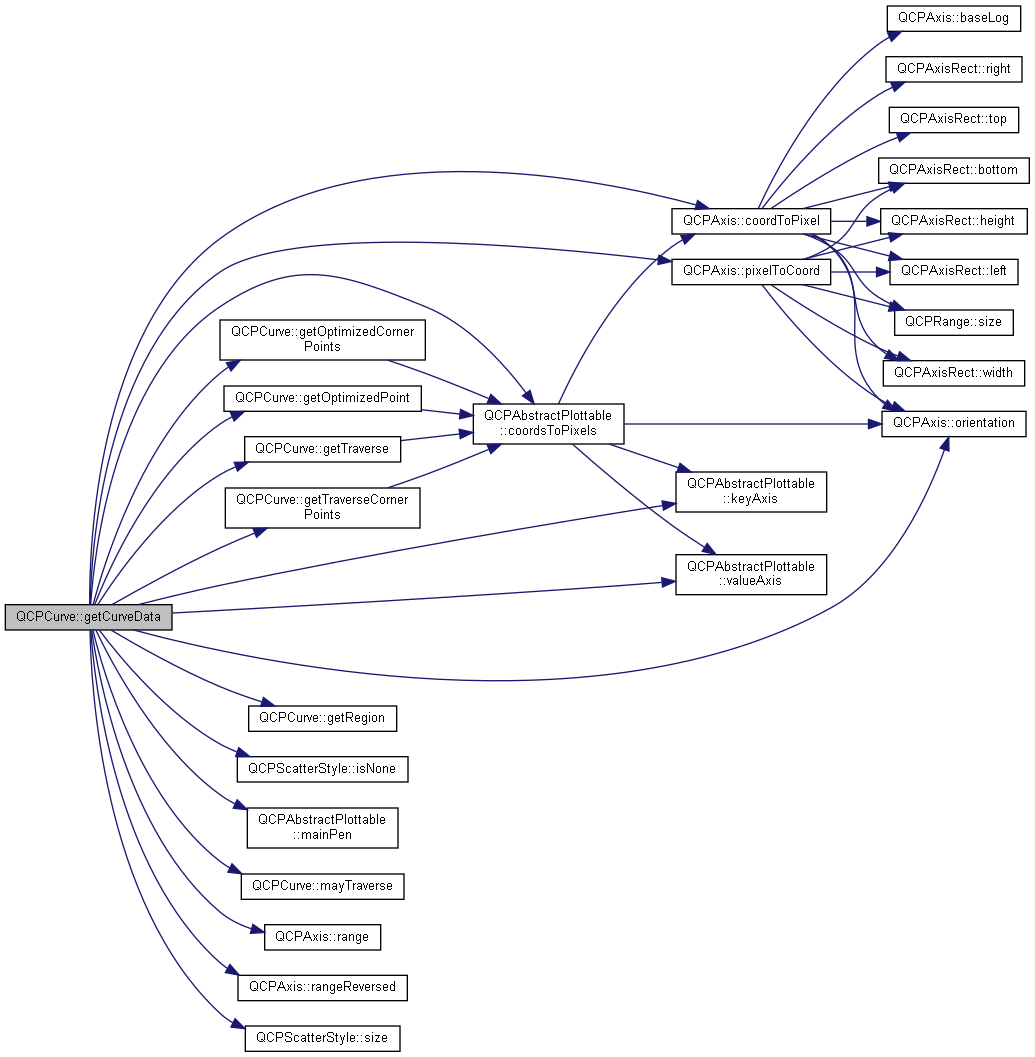 QCPAxis::baseLog
QCPAxisRect::right
QCPAxisRect::top
QCPAxisRect::bottom
QCPAxis::coordToPixel
QCPAxisRect::height
QCPAxis::pixelToCoord
QCPAxisRect::left
QCPRange::size
QCPCurve::getOptimizedCorner
Points
QCPAxisRect::width
QCPCurve::getOptimizedPoint
QCPAbstractPlottable
::coordsToPixels
QCPAxis::orientation
QCPCurve::getTraverse
QCPAbstractPlottable
::keyAxis
QCPCurve::getTraverseCorner
Points
QCPAbstractPlottable
::valueAxis
QCPCurve::getCurveData
QCPCurve::getRegion
QCPScatterStyle::isNone
QCPAbstractPlottable
::mainPen
QCPCurve::mayTraverse
QCPAxis::range
QCPAxis::rangeReversed
QCPScatterStyle::size